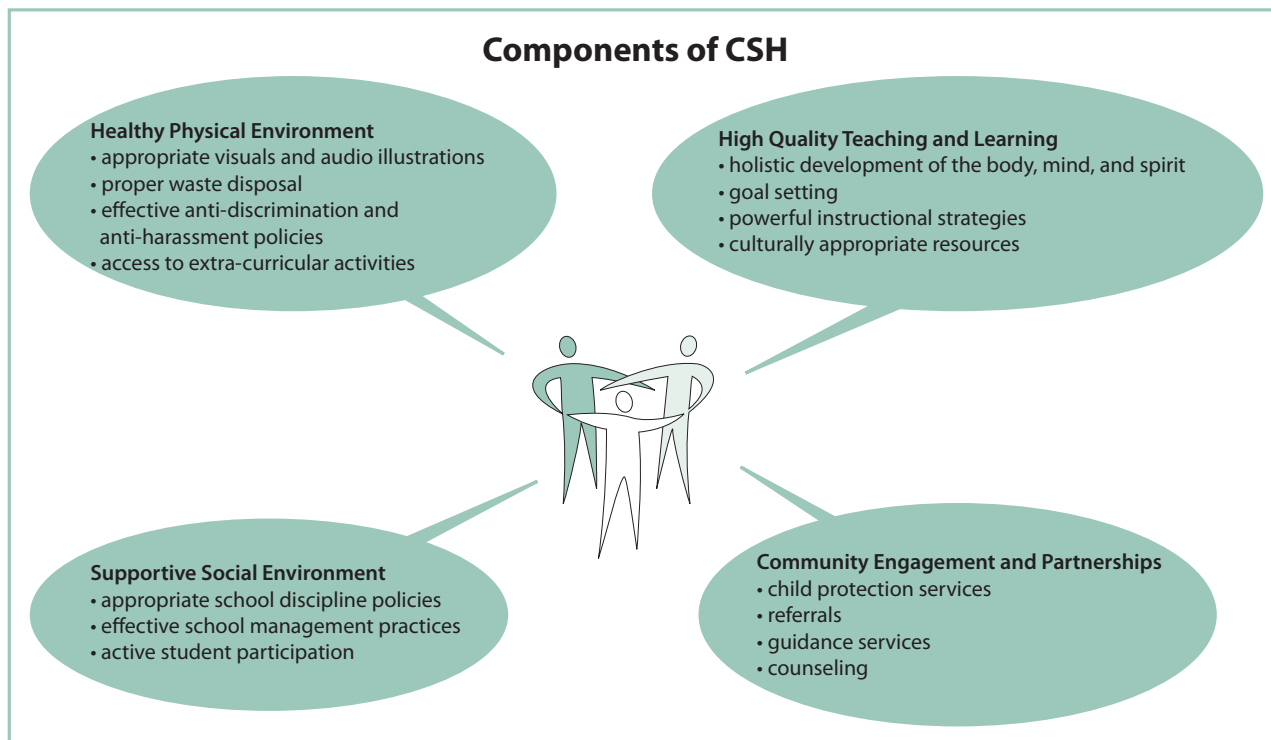 Components of CSH
Healthy Physical Environment
• appropriate visuals and audio illustrations
• proper waste disposal
• effective anti-discrimination and
anti-harassment policies
• access to extra-curricular activities
High Quality Teaching and Learning
• holistic development of the body, mind, and spirit
• goal setting
• powerful instructional strategies
• culturally appropriate resources
Supportive Social Environment
• appropriate school discipline policies
• effective school management practices
• active student participation
Community Engagement and Partnerships
• child protection services
• referrals
• guidance services
• counseling